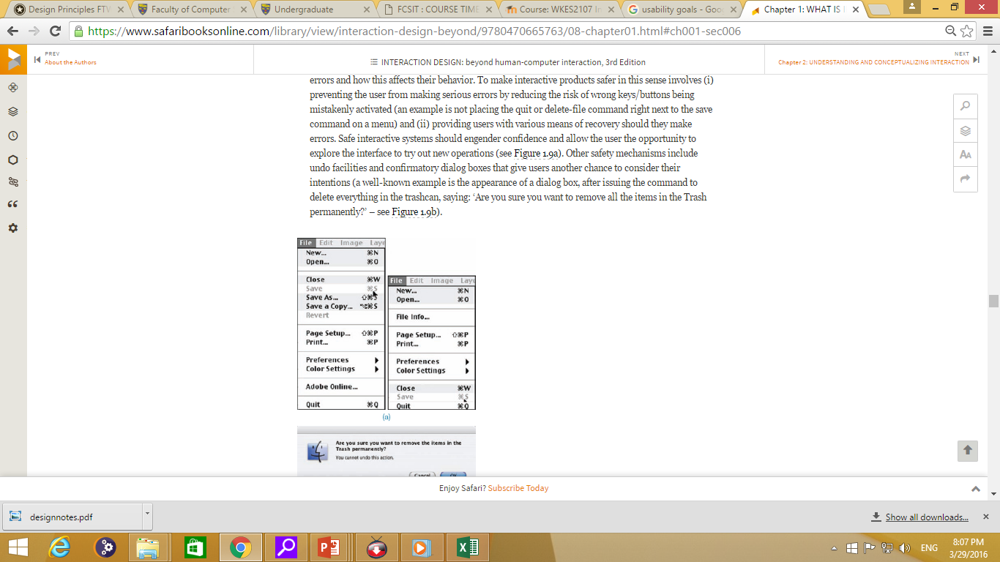 Design Principles FTW
Faculty of Computer
Undergraduate
FCSIT : COURSE TIME
Course: WKES2107 In
usability goals - Goo
Chapter 1: WHAT IS
https://www.safaribooksonline.com/library/view/interaction-design-beyond/9780470665763/08-chapter01.html#ch001-sec006
PREV
About the Authors
INTERACTION DESIGN: beyond human-computer interaction, 3rd Edition
NEXT
Chapter 2: UNDERSTANDING AND CONCEPTUALIZING INTERACTION
errors and how this affects their behavior. To make interactive products safer in this sense involves (i)
preventing the user from making serious errors by reducing the risk of wrong keys/buttons being
mistakenly activated (an example is not placing the quit or delete-file command right next to the save
command on a menu) and (ii) providing users with various means of recovery should they make
errors. Safe interactive systems should engender confidence and allow the user the opportunity to
explore the interface to try out new operations (see Figure 1.9a). Other safety mechanisms include
undo facilities and confirmatory dialog boxes that give users another chance to consider their
intentions (a well-known example is the appearance of a dialog box, after issuing the command to
delete everything in the trashcan, saying: ‘Are you sure you want to remove all the items in the Trash
permanently?’ – see Figure 1.9b).
AA
File Edit Image Laye
New... ⌘N
Open... ⌘O
Close ⌘W
Save ⌘S
Save As... ⇧⌘S
Save a Copy... ⌥⌘S
Revert
Page Setup... ⇧⌘P
Print... ⌘P
Preferences
Color Settings
Adobe Online...
Quit ⌘Q
File Edit Image Laye
New... ⌘N
Open... ⌘O
File Info...
Page Setup... ⇧⌘P
Print... ⌘P
Preferences
Color Settings
Close ⌘W
Save ⌘S
Quit ⌘Q
(a)
Are you sure you want to remove the items in the
Trash permanently?
You cannot undo this action.
Cancel OK
Enjoy Safari? Subscribe Today
designnotes.pdf
Show all downloads...
ENG
8:07 PM
3/29/2016